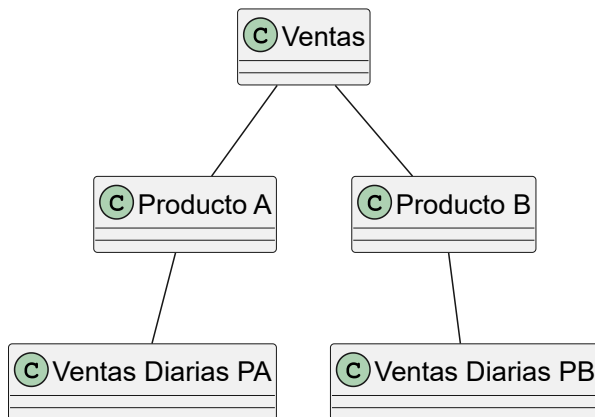 C Ventas
C Producto A
C Producto B
C Ventas Diarias PA
C Ventas Diarias PB